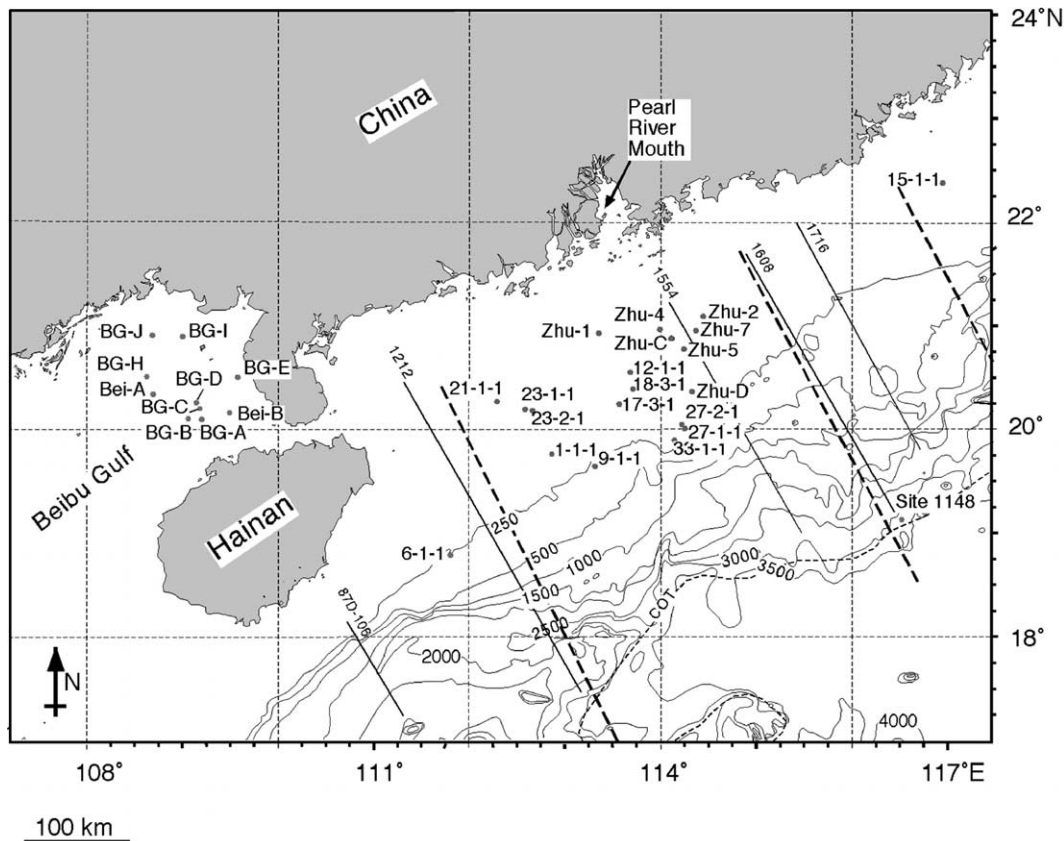 24°N
China
Pearl
River
Mouth
15-1-1
22°
1716
1608
1554
BG-J
BG-I
Zhu-4
Zhu-2
Zhu-1
Zhu-7
Zhu-C
Zhu-5
BG-H
BG-D
BG-E
12-1-1
Bei-A
1212
21-1-1
23-1-1
18-3-1
Zhu-D
BG-C
Bei-B
23-2-1
17-3-1
27-2-1
BG-B
BG-A
27-1-1
20°
33-1-1
1-1-1
9-1-1
Beibu Gulf
Hainan
Site 1148
250
6-1-1
500
1000
3000
3500
1500
COT
87D-106
2500
18°
2000
4000
N
108°
111°
114°
117°E
100 km